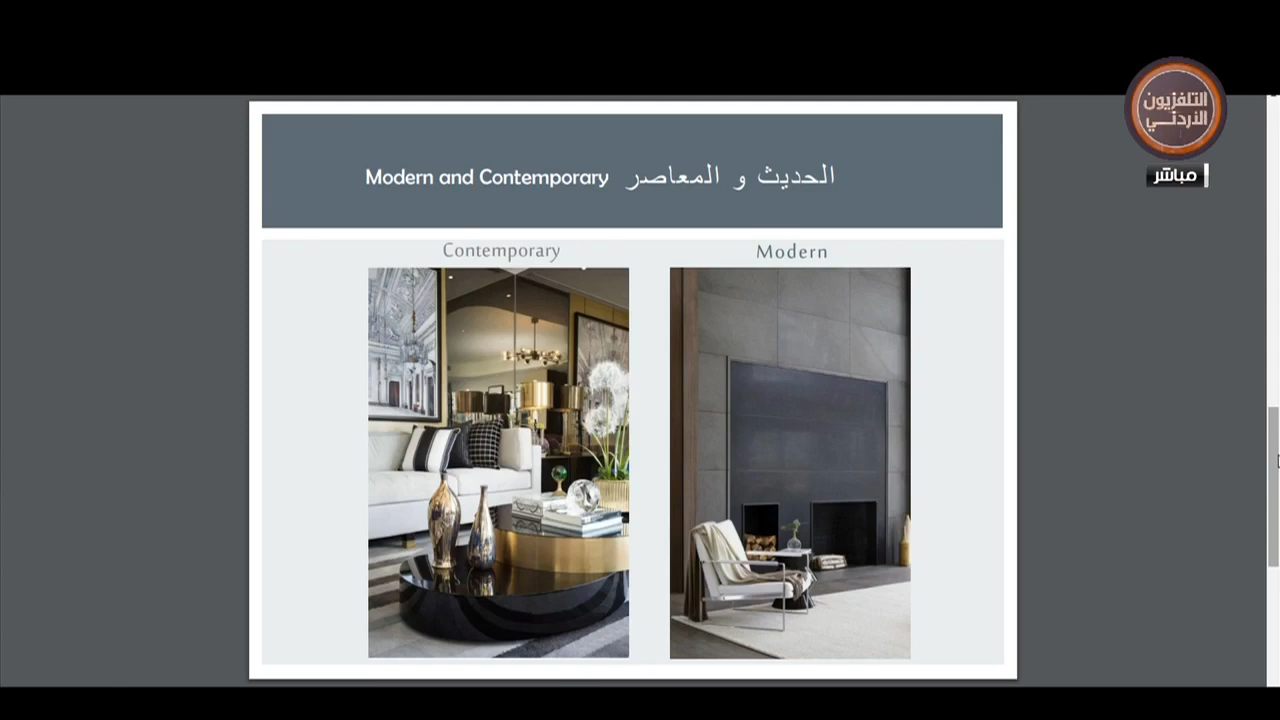 التلفزيون
الأردني
مباشر
Modern and Contemporary الحديث و المعاصر
Contemporary
Modern